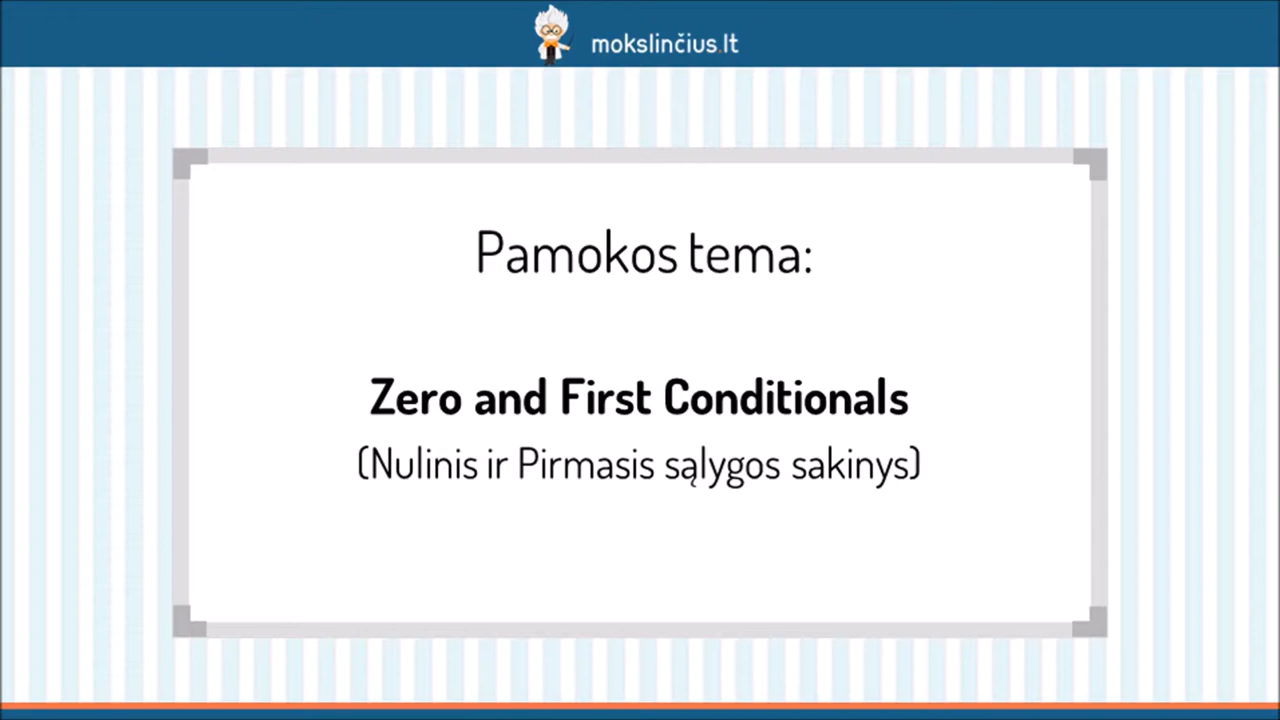 mokslinčius.lt
Pamokos tema:
Zero and First Conditionals
(Nulinis ir Pirmasis sąlygos sakinys)